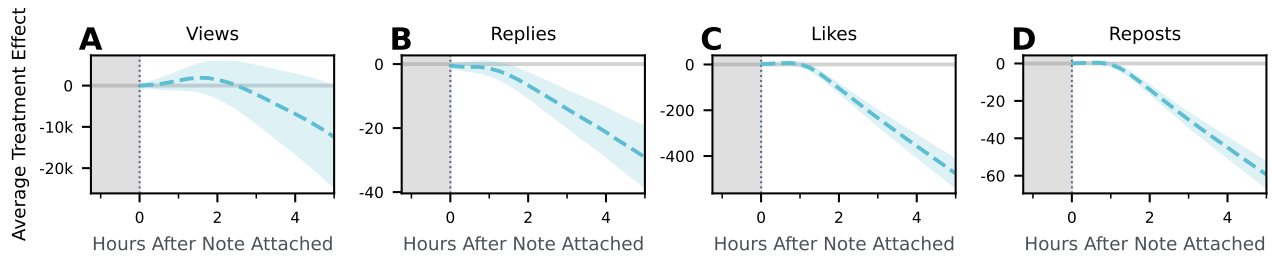 Average Treatment Effect
A Views
0
-10k
-20k
0 2 4
Hours After Note Attached
B Replies
0
-20
-40
0 2 4
Hours After Note Attached
C Likes
0
-200
-400
0 2 4
Hours After Note Attached
D Reposts
0
-20
-40
-60
0 2 4
Hours After Note Attached